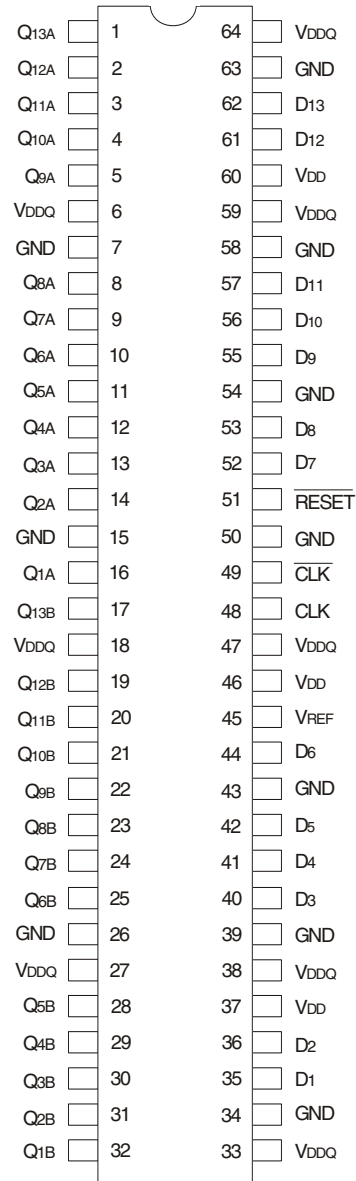 Q13A 1 64 VDDQ
Q12A 2 63 GND
Q11A 3 62 D13
Q10A 4 61 D12
Q9A 5 60 VDD
VDDQ 6 59 VDDQ
GND 7 58 GND
Q8A 8 57 D11
Q7A 9 56 D10
Q6A 10 55 D9
Q5A 11 54 GND
Q4A 12 53 D8
Q3A 13 52 D7
Q2A 14 51 RESET
GND 15 50 GND
Q1A 16 49 CLK
Q13B 17 48 CLK
VDDQ 18 47 VDDQ
Q12B 19 46 VDD
Q11B 20 45 VREF
Q10B 21 44 D6
Q9B 22 43 GND
Q8B 23 42 D5
Q7B 24 41 D4
Q6B 25 40 D3
GND 26 39 GND
VDDQ 27 38 VDDQ
Q5B 28 37 VDD
Q4B 29 36 D2
Q3B 30 35 D1
Q2B 31 34 GND
Q1B 32 33 VDDQ